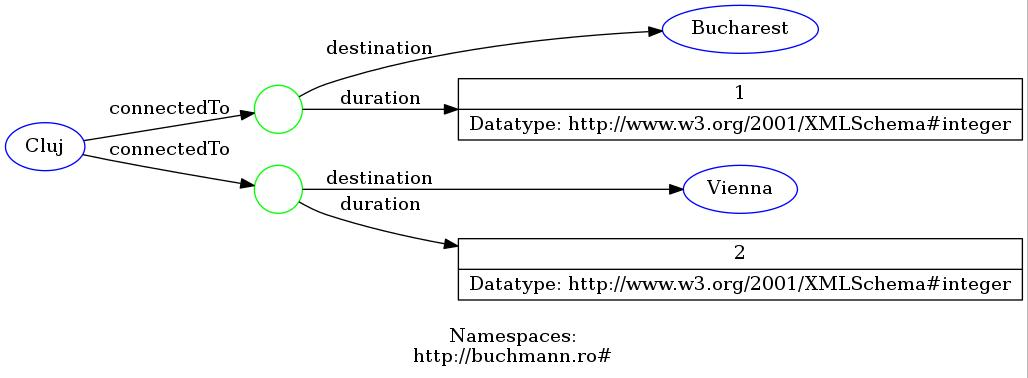 Bucharest
destination
1
connectedTo
duration
Datatype: http://www.w3.org/2001/XMLSchema#integer
Cluj
connectedTo
destination
Vienna
duration
2
Datatype: http://www.w3.org/2001/XMLSchema#integer
Namespaces:
http://buchmann.ro#